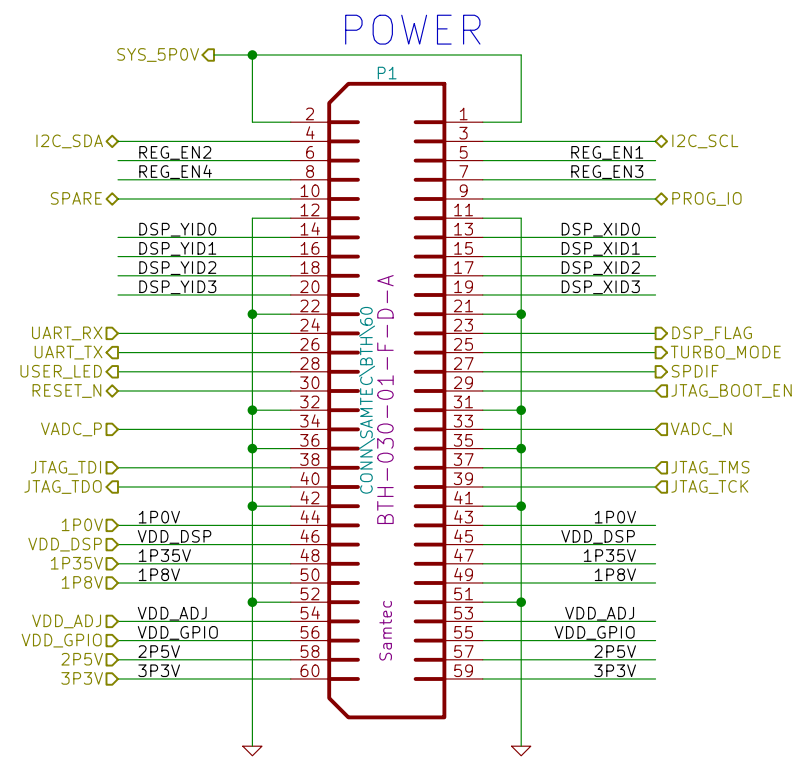 POWER
SYS_5P0V
P1
2 1
I2C_SDA 4 3 I2C_SCL
REG_EN2 6 5 REG_EN1
REG_EN4 8 7 REG_EN3
SPARE 10 9 PROG_IO
12 11
DSP_YID0 14 13 DSP_XID0
DSP_YID1 16 15 DSP_XID1
DSP_YID2 18 17 DSP_XID2
DSP_YID3 20 19 DSP_XID3
22 21
UART_RX 24 23 DSP_FLAG
UART_TX 26 25 TURBO_MODE
USER_LED 28 27 SPDIF
RESET_N 30 29 JTAG_BOOT_EN
32 31
VADC_P 34 33 VADC_N
36 35
JTAG_TDI 38 37 JTAG_TMS
JTAG_TDO 40 39 JTAG_TCK
42 41
1P0V 1P0V 44 43 1P0V
VDD_DSP VDD_DSP 46 45 VDD_DSP
1P35V 1P35V 48 47 1P35V
1P8V 1P8V 50 49 1P8V
52 51
VDD_ADJ VDD_ADJ 54 53 VDD_ADJ
VDD_GPIO VDD_GPIO 56 55 VDD_GPIO
2P5V 2P5V 58 57 2P5V
3P3V 3P3V 60 59 3P3V
CONN\SAMTEC\BTH\60
BTH-030-01-F-D-A
Samtec